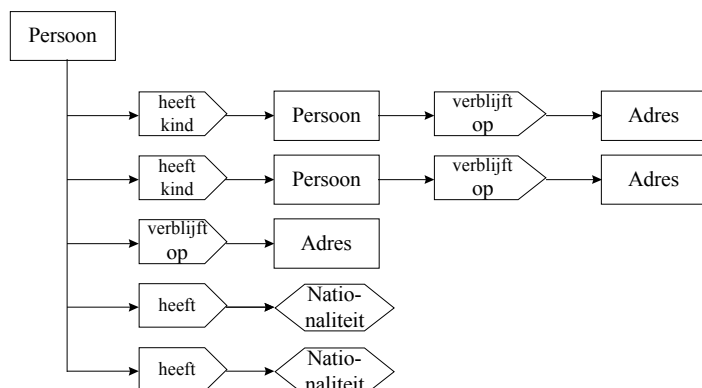 Persoon
heeft
kind
Persoon
verblijft
op
Adres
heeft
kind
Persoon
verblijft
op
Adres
verblijft
op
Adres
heeft
Natio-
naliteit
heeft
Natio-
naliteit